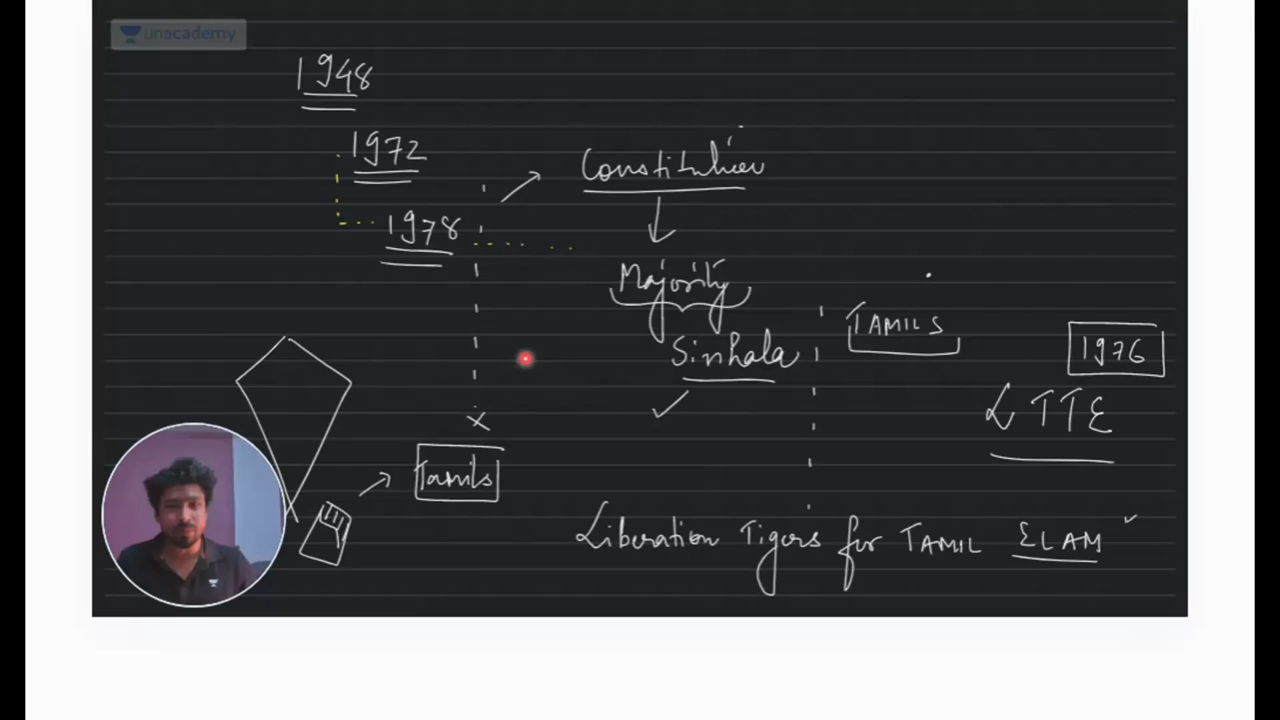 unacademy
1948
1972
1978
Constitution
Majority
Sinhala
TAMILS
1976
LTTE
Tamils
Liberation Tigers for TAMIL ELAM